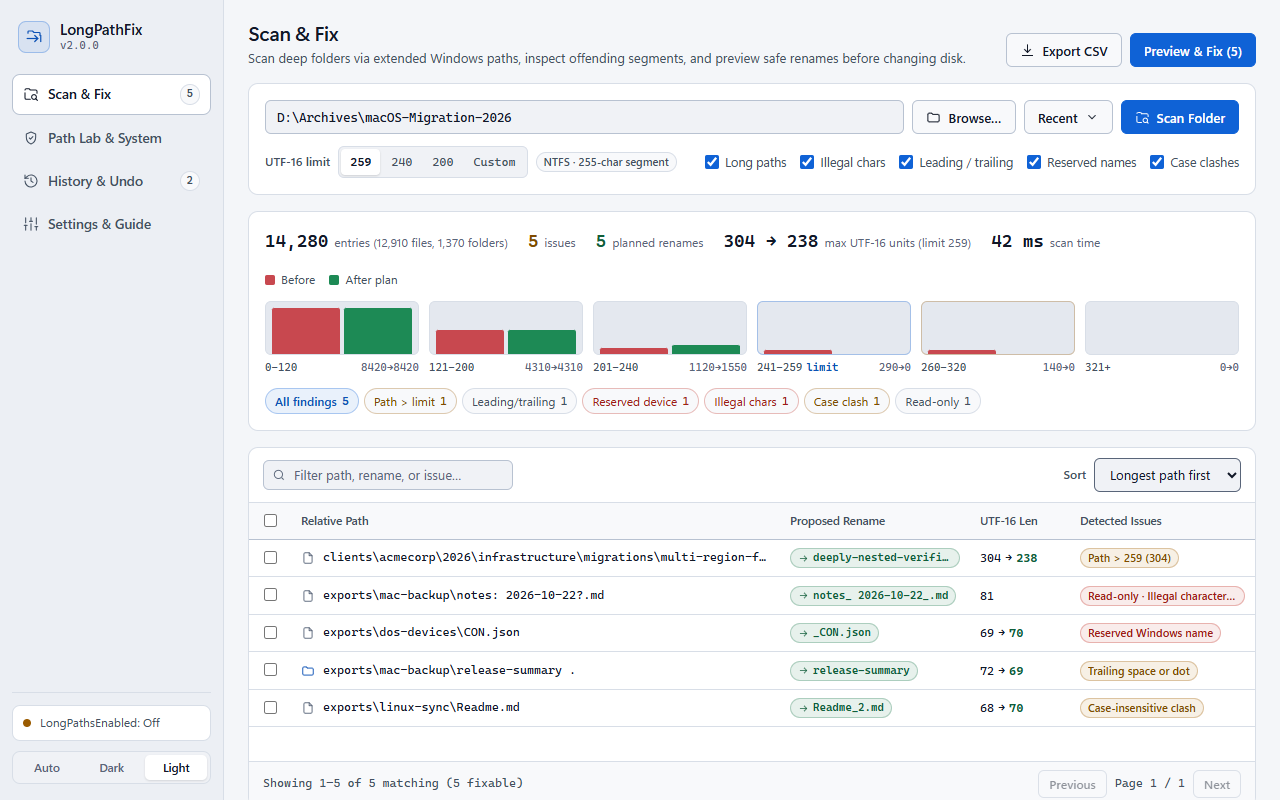 LongPathFix
v2.0.0
Scan & Fix 5
Path Lab & System
History & Undo 2
Settings & Guide
LongPathsEnabled: Off
Auto Dark Light
Scan & Fix
Scan deep folders via extended Windows paths, inspect offending segments, and preview safe renames before changing disk.
Export CSV Preview & Fix (5)
D:\Archives\macOS-Migration-2026 Browse... Recent Scan Folder
UTF-16 limit 259 240 200 Custom NTFS · 255-char segment Long paths Illegal chars Leading / trailing Reserved names Case clashes
14,280 entries (12,910 files, 1,370 folders) 5 issues 5 planned renames 304 → 238 max UTF-16 units (limit 259) 42 ms scan time
Before After plan
0–120 8420→8420 121–200 4310→4310 201–240 1120→1550 241–259 limit 290→0 260–320 140→0 321+ 0→0
All findings 5 Path > limit 1 Leading/trailing 1 Reserved device 1 Illegal chars 1 Case clash 1 Read-only 1
Filter path, rename, or issue... Sort Longest path first
Relative Path Proposed Rename UTF-16 Len Detected Issues
clients\acmecorp\2026\infrastructure\migrations\multi-region-f… → deeply-nested-verifi… 304 → 238 Path > 259 (304)
exports\mac-backup\notes: 2026-10-22?.md → notes_ 2026-10-22_.md 81 Read-only · Illegal character…
exports\dos-devices\CON.json → _CON.json 69 → 70 Reserved Windows name
exports\mac-backup\release-summary . → release-summary 72 → 69 Trailing space or dot
exports\linux-sync\Readme.md → Readme_2.md 68 → 70 Case-insensitive clash
Showing 1–5 of 5 matching (5 fixable) Previous Page 1 / 1 Next